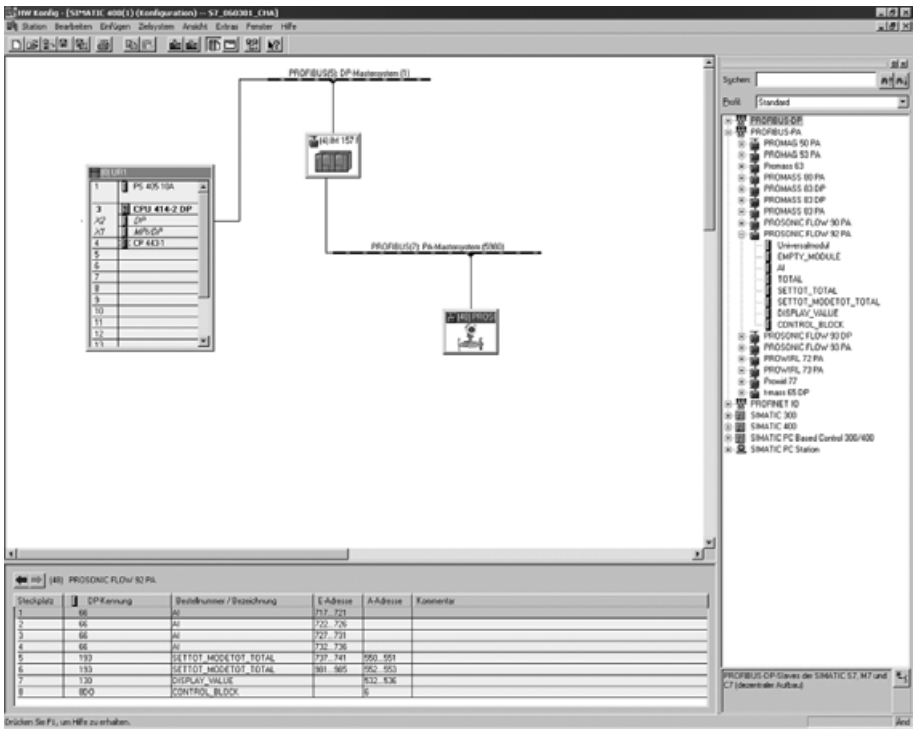 HW Konfig - [SIMATIC 400(1) (Konfiguration) -- S7_060301_CHA]
Station Bearbeiten Einfügen Zielsystem Ansicht Extras Fenster Hilfe
PROFIBUS(5): DP-Mastersystem (1)
(4) IM 157
(0) UR1
1 PS 405 10A
3 CPU 414-2 DP
X2 DP
X1 MPI/DP
4 CP 443-1
5
6
7
8
9
10
11
12
13
PROFIBUS(7): PA-Mastersystem (5900)
(40) PROS
Suchen:
Profil: Standard
PROFIBUS-DP
PROFIBUS-PA
PROMAG 50 PA
PROMAG 53 PA
Promass 63
PROMASS 80 PA
PROMASS 83 DP
PROMASS 83 DP
PROMASS 83 PA
PROSONIC FLOW 90 PA
PROSONIC FLOW 92 PA
Universalmodul
EMPTY_MODULE
AI
TOTAL
SETTOT_TOTAL
SETTOT_MODETOT_TOTAL
DISPLAY_VALUE
CONTROL_BLOCK
PROSONIC FLOW 93 DP
PROSONIC FLOW 93 PA
PROWIRL 72 PA
PROWIRL 73 PA
Prowirl 77
t-mass 65 DP
PROFINET IO
SIMATIC 300
SIMATIC 400
SIMATIC PC Based Control 300/400
SIMATIC PC Station
(40) PROSONIC FLOW 92 PA
Steckplatz DP-Kennung Bestellnummer / Bezeichnung E-Adresse A-Adresse Kommentar
1 66 AI 717...721
2 66 AI 722...726
3 66 AI 727...731
4 66 AI 732...736
5 193 SETTOT_MODETOT_TOTAL 737...741 550...551
6 193 SETTOT_MODETOT_TOTAL 981...985 552...553
7 130 DISPLAY_VALUE 532...536
8 8DO CONTROL_BLOCK 6
PROFIBUS-DP-Slaves der SIMATIC S7, M7 und
C7 (dezentraler Aufbau)
Drücken Sie F1, um Hilfe zu erhalten.
Änd